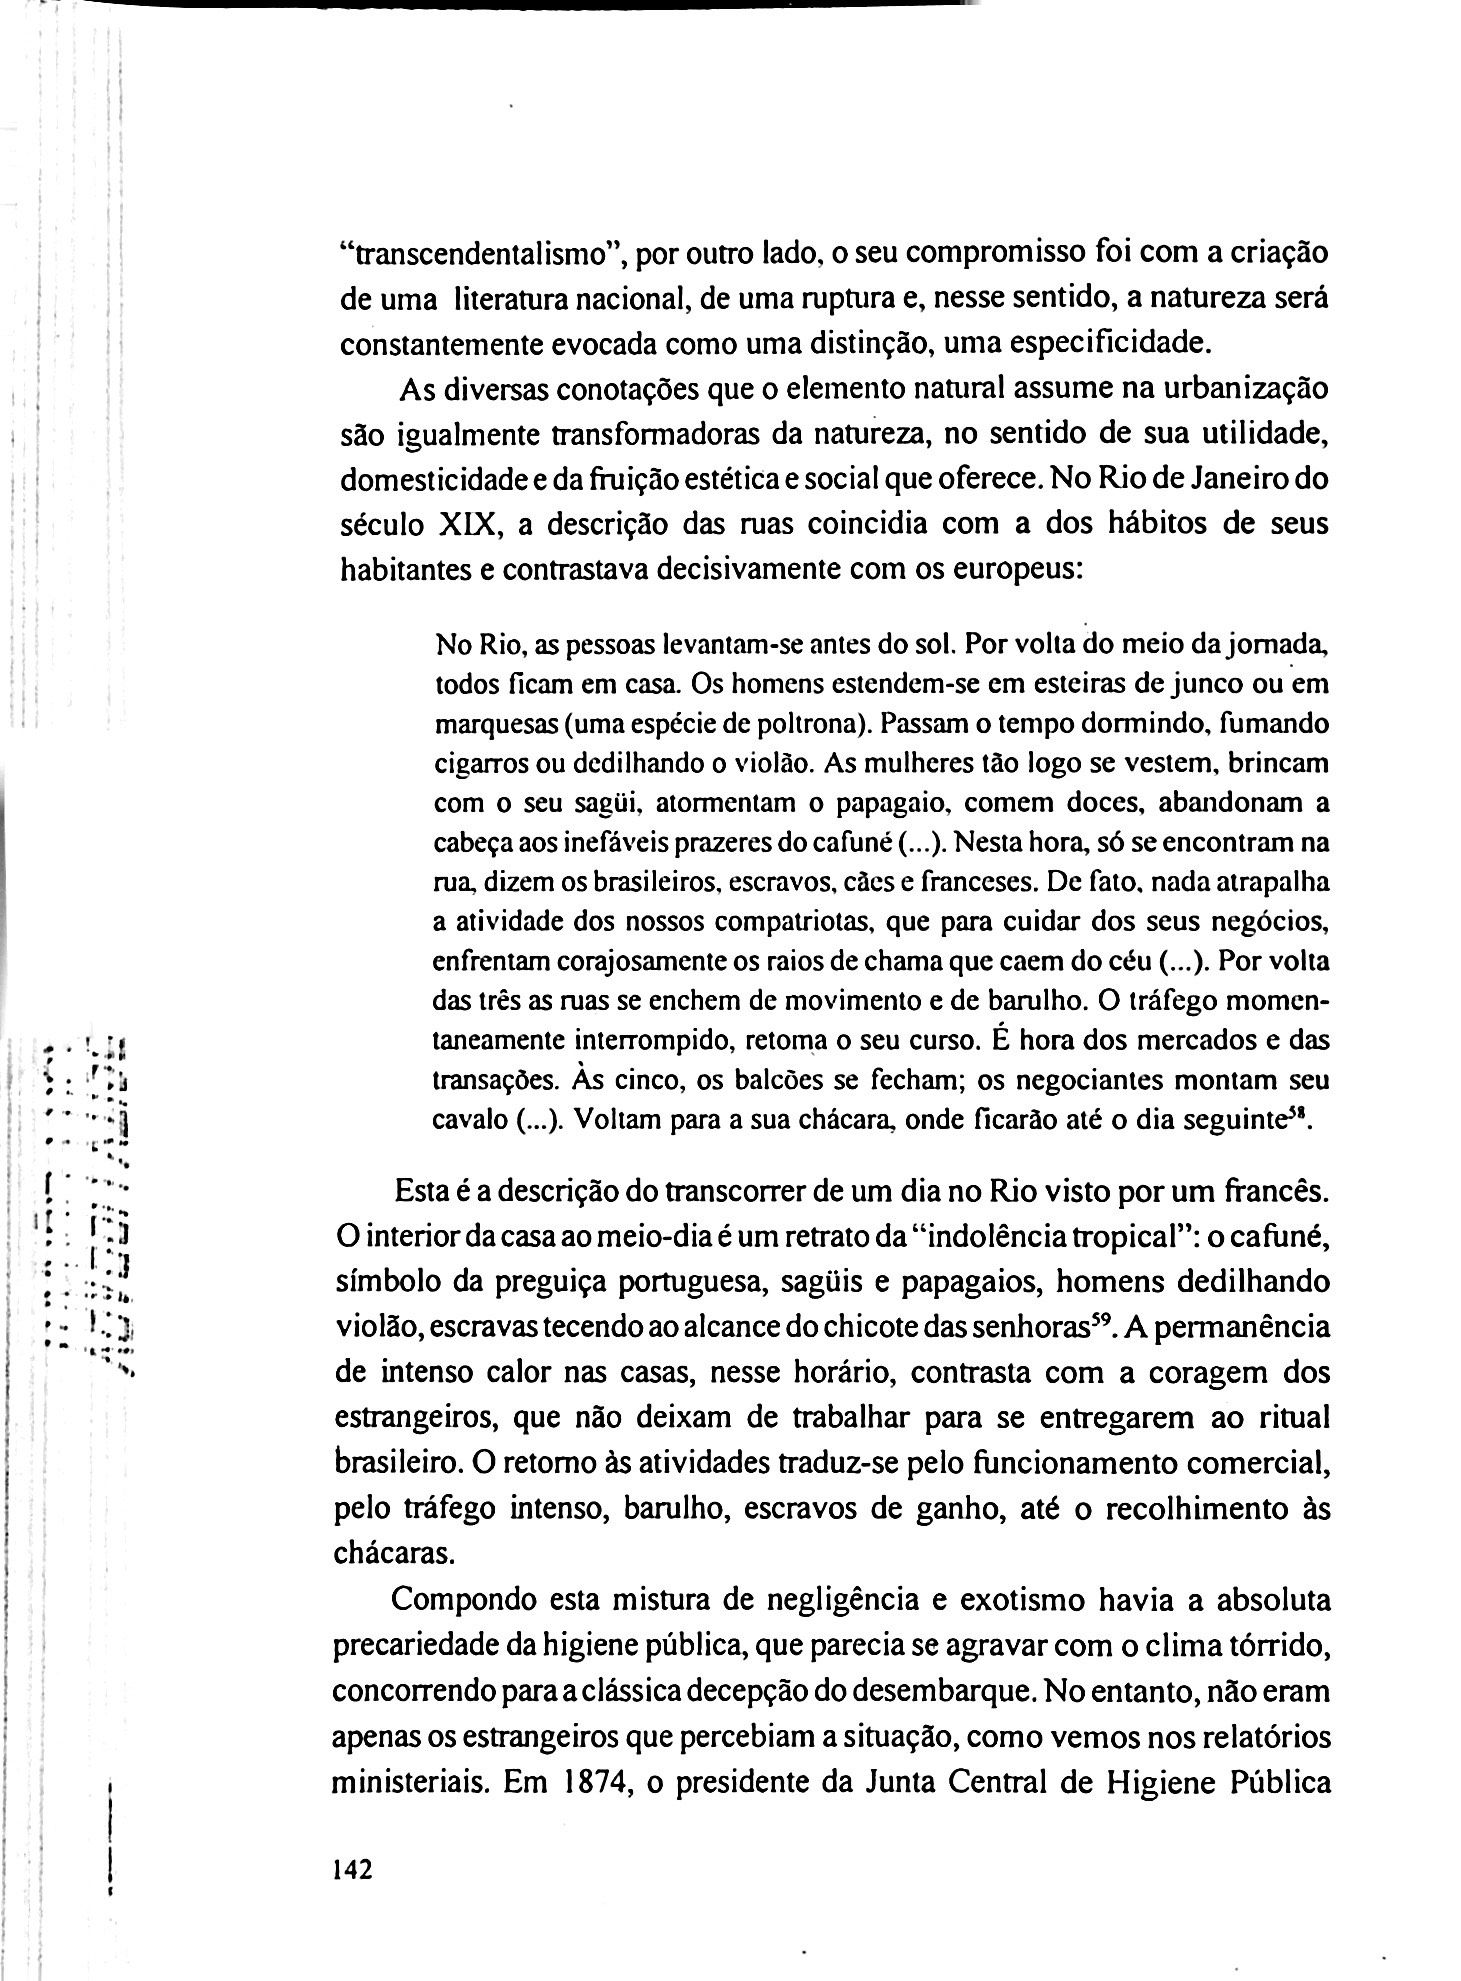 “transcendentalismo”, por outro lado, o seu compromisso foi com a criação
de uma literatura nacional, de uma ruptura e, nesse sentido, a natureza será
constantemente evocada como uma distinção, uma especificidade.
As diversas conotações que o elemento natural assume na urbanização
são igualmente transformadoras da natureza, no sentido de sua utilidade,
domesticidade e da fruição estética e social que oferece. No Rio de Janeiro do
século XIX, a descrição das ruas coincidia com a dos hábitos de seus
habitantes e contrastava decisivamente com os europeus:
No Rio, as pessoas levantam-se antes do sol. Por volta do meio da jornada,
todos ficam em casa. Os homens estendem-se em esteiras de junco ou em
marquesas (uma espécie de poltrona). Passam o tempo dormindo, fumando
cigarros ou dedilhando o violão. As mulheres tão logo se vestem, brincam
com o seu sagüi, atormentam o papagaio, comem doces, abandonam a
cabeça aos inefáveis prazeres do cafuné (...). Nesta hora, só se encontram na
rua, dizem os brasileiros, escravos, cães e franceses. De fato, nada atrapalha
a atividade dos nossos compatriotas, que para cuidar dos seus negócios,
enfrentam corajosamente os raios de chama que caem do céu (...). Por volta
das três as ruas se enchem de movimento e de barulho. O tráfego momen-
taneamente interrompido, retoma o seu curso. É hora dos mercados e das
transações. Às cinco, os balcões se fecham; os negociantes montam seu
cavalo (...). Voltam para a sua chácara, onde ficarão até o dia seguinte⁵⁸.
Esta é a descrição do transcorrer de um dia no Rio visto por um francês.
O interior da casa ao meio-dia é um retrato da “indolência tropical”: o cafuné,
símbolo da preguiça portuguesa, sagüis e papagaios, homens dedilhando
violão, escravas tecendo ao alcance do chicote das senhoras⁵⁹. A permanência
de intenso calor nas casas, nesse horário, contrasta com a coragem dos
estrangeiros, que não deixam de trabalhar para se entregarem ao ritual
brasileiro. O retorno às atividades traduz-se pelo funcionamento comercial,
pelo tráfego intenso, barulho, escravos de ganho, até o recolhimento às
chácaras.
Compondo esta mistura de negligência e exotismo havia a absoluta
precariedade da higiene pública, que parecia se agravar com o clima tórrido,
concorrendo para a clássica decepção do desembarque. No entanto, não eram
apenas os estrangeiros que percebiam a situação, como vemos nos relatórios
ministeriais. Em 1874, o presidente da Junta Central de Higiene Pública
142